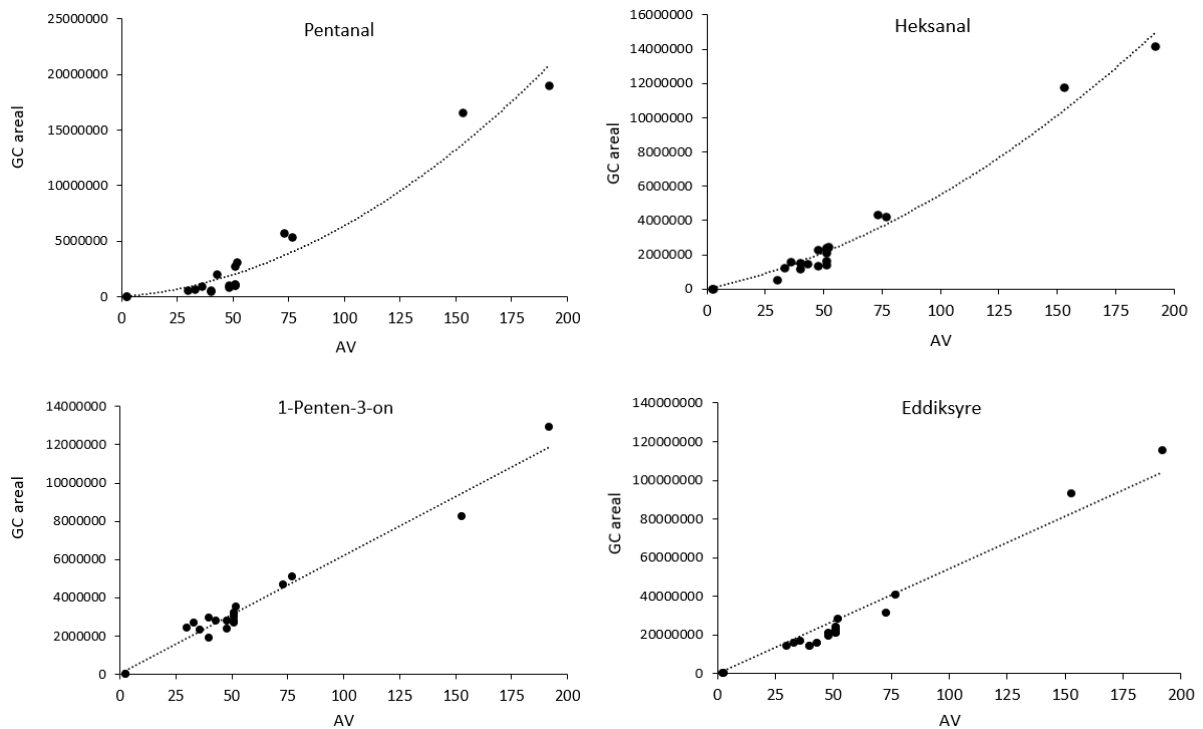 Pentanal
25000000
20000000
15000000
10000000
5000000
0
GC areal
0 25 50 75 100 125 150 175 200
AV
Heksanal
16000000
14000000
12000000
10000000
8000000
6000000
4000000
2000000
0
GC areal
0 25 50 75 100 125 150 175 200
AV
1-Penten-3-on
14000000
12000000
10000000
8000000
6000000
4000000
2000000
0
GC areal
0 25 50 75 100 125 150 175 200
AV
Eddiksyre
140000000
120000000
100000000
80000000
60000000
40000000
20000000
0
GC areal
0 25 50 75 100 125 150 175 200
AV